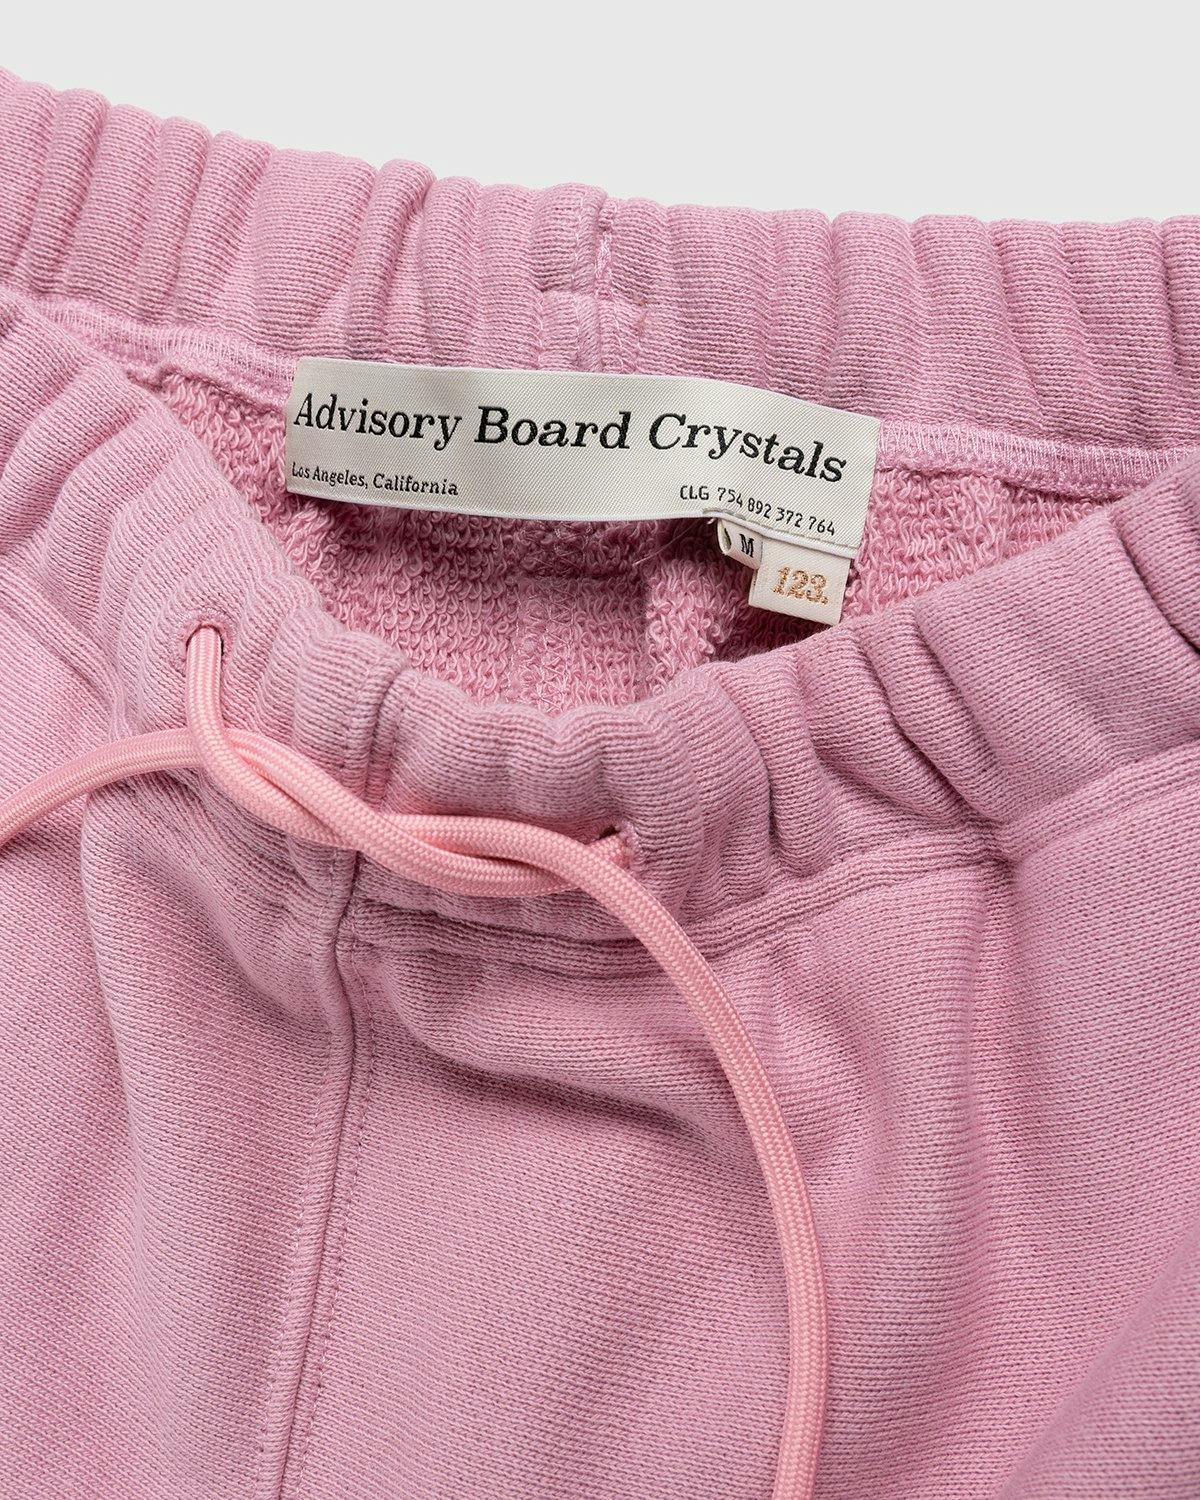 Advisory Board Crystals
Los Angeles, California
CLG 754 892 372 764
M
123.